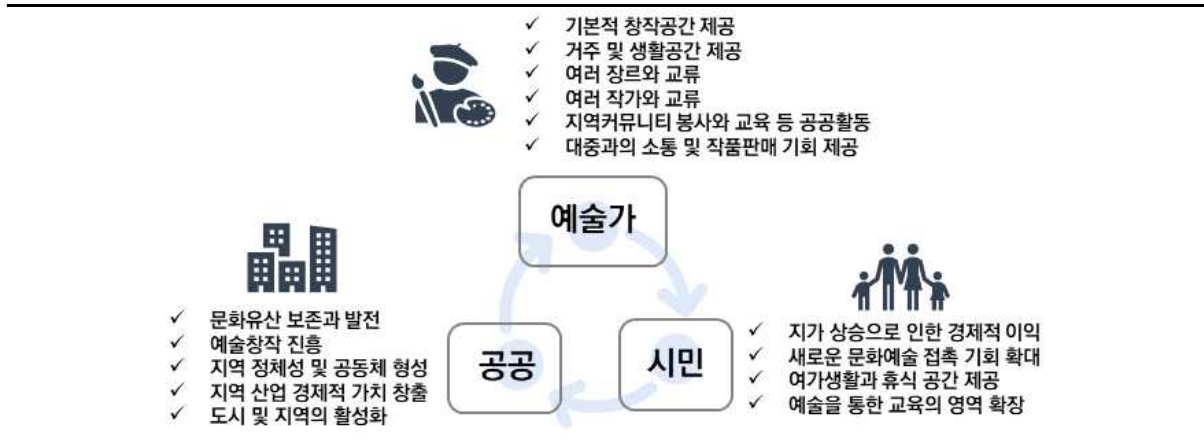 ✓ 기본적 창작공간 제공
✓ 거주 및 생활공간 제공
✓ 여러 장르와 교류
✓ 여러 작가와 교류
✓ 지역커뮤니티 봉사와 교육 등 공공활동
✓ 대중과의 소통 및 작품판매 기회 제공
예술가
✓ 문화유산 보존과 발전
✓ 예술창작 진흥
✓ 지역 정체성 및 공동체 형성
✓ 지역 산업 경제적 가치 창출
✓ 도시 및 지역의 활성화
공공
시민
✓ 지가 상승으로 인한 경제적 이익
✓ 새로운 문화예술 접촉 기회 확대
✓ 여가생활과 휴식 공간 제공
✓ 예술을 통한 교육의 영역 확장